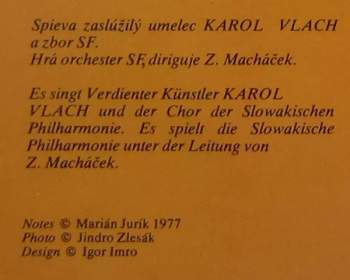 Spieva zaslúžilý umelec KAROL VLACH
a zbor SF.
Hrá orchester SF, diriguje Z. Macháček.
Es singt Verdienter Künstler KAROL
VLACH und der Chor der Slowakischen
Philharmonie. Es spielt die Slowakische
Philharmonie unter der Leitung von
Z. Macháček.
Notes © Marián Jurík 1977
Photo © Jindro Zlesák
Design © Igor Imro